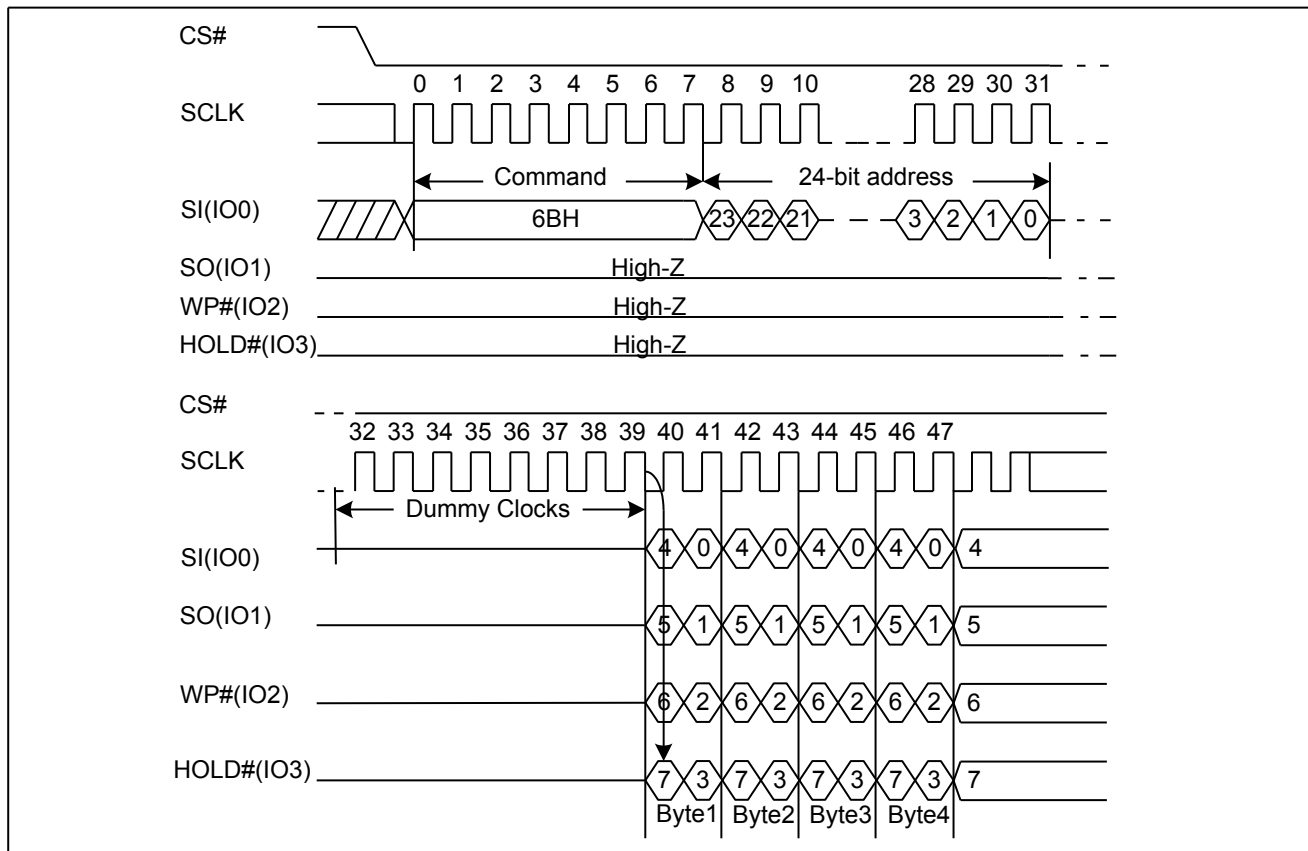 CS#
0 1 2 3 4 5 6 7 8 9 10 28 29 30 31
SCLK
Command 24-bit address
SI(IO0) 6BH 23 22 21 3 2 1 0
SO(IO1) High-Z
WP#(IO2) High-Z
HOLD#(IO3) High-Z
CS#
32 33 34 35 36 37 38 39 40 41 42 43 44 45 46 47
SCLK
Dummy Clocks
SI(IO0) 4 0 4 0 4 0 4 0 4
SO(IO1) 5 1 5 1 5 1 5 1 5
WP#(IO2) 6 2 6 2 6 2 6 2 6
HOLD#(IO3) 7 3 7 3 7 3 7 3 7
Byte1 Byte2 Byte3 Byte4